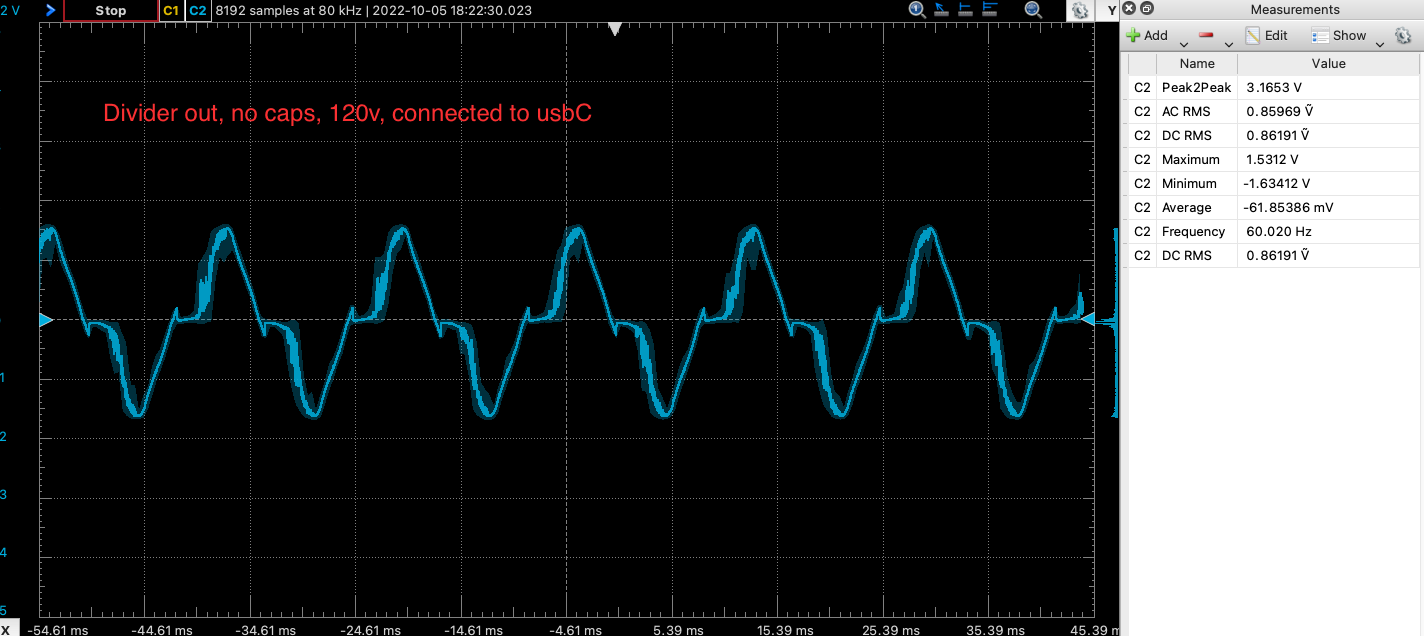 2 V Stop C1 C2 8192 samples at 80 kHz | 2022-10-05 18:22:30.023 Y
Measurements
Add Edit Show
Name Value
C2 Peak2Peak 3.1653 V
C2 AC RMS 0.85969 Ṽ
C2 DC RMS 0.86191 Ṽ
C2 Maximum 1.5312 V
C2 Minimum -1.63412 V
C2 Average -61.85386 mV
C2 Frequency 60.020 Hz
C2 DC RMS 0.86191 Ṽ
Divider out, no caps, 120v, connected to usbC
1
2
3
4
5
X -54.61 ms -44.61 ms -34.61 ms -24.61 ms -14.61 ms -4.61 ms 5.39 ms 15.39 ms 25.39 ms 35.39 ms 45.39 m